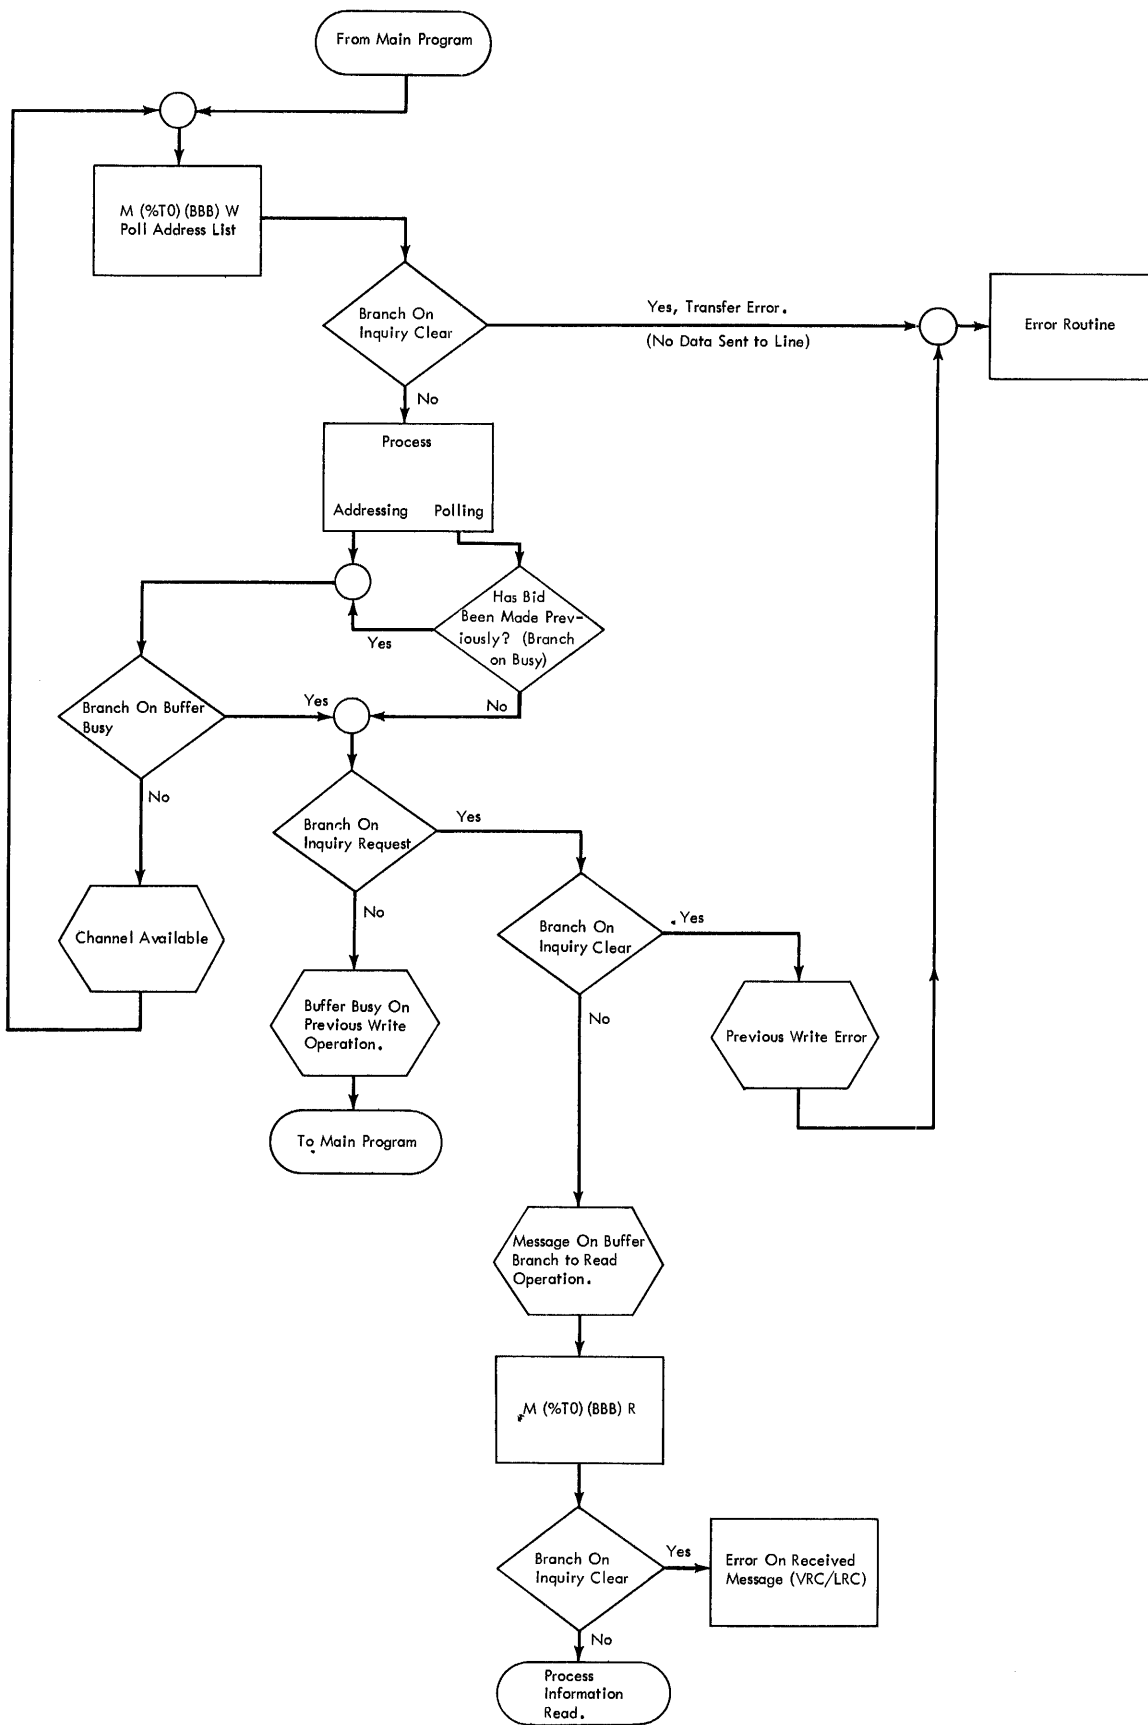 From Main Program
M (%T0) (BBB) W
Poll Address List
Branch On
Inquiry Clear
Yes, Transfer Error.
(No Data Sent to Line)
Error Routine
No
Process
Addressing
Polling
Has Bid
Been Made Prev-
iously? (Branch
on Busy)
Yes
No
Branch On Buffer
Busy
Yes
No
Branch On
Inquiry Request
Yes
No
Channel Available
Branch On
Inquiry Clear
Yes
No
Buffer Busy On
Previous Write
Operation.
Previous Write Error
To Main Program
Message On Buffer
Branch to Read
Operation.
M (%T0) (BBB) R
Branch On
Inquiry Clear
Yes
Error On Received
Message (VRC/LRC)
No
Process
Information
Read.